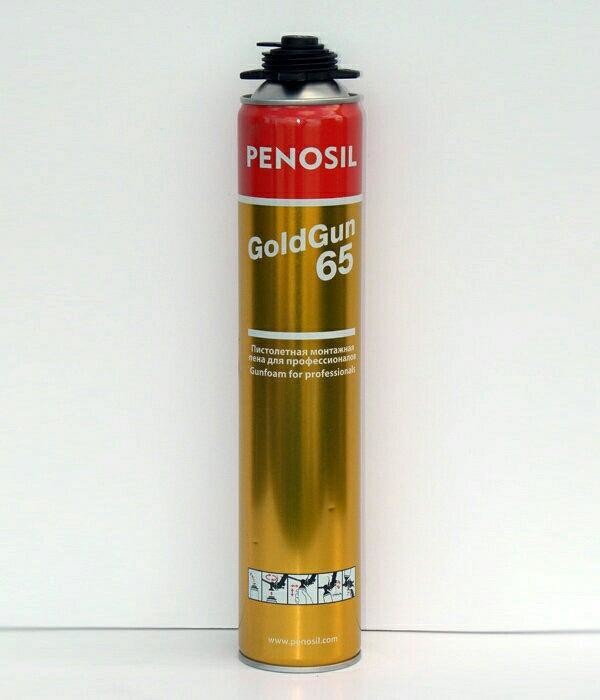 PENOSIL
GoldGun
65
Пистолетная монтажная
пена для профессионалов
Gunfoam for professionals
www.penosil.com